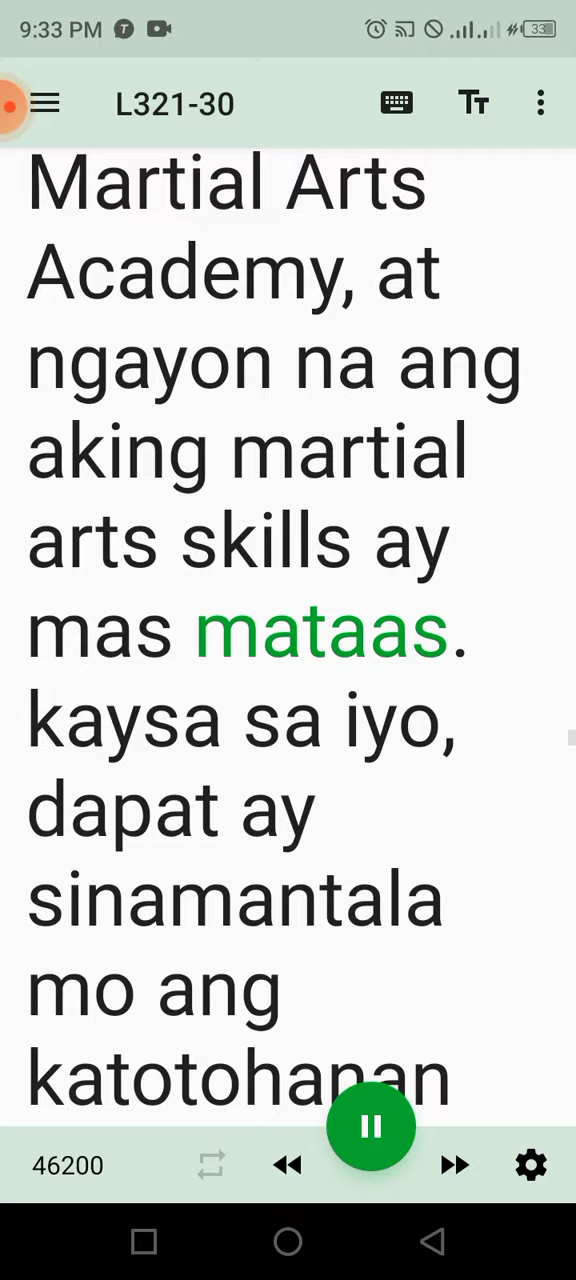 9:33 PM
33
L321-30
Martial Arts
Academy, at
ngayon na ang
aking martial
arts skills ay
mas mataas.
kaysa sa iyo,
dapat ay
sinamantala
mo ang
katotohanan
46200